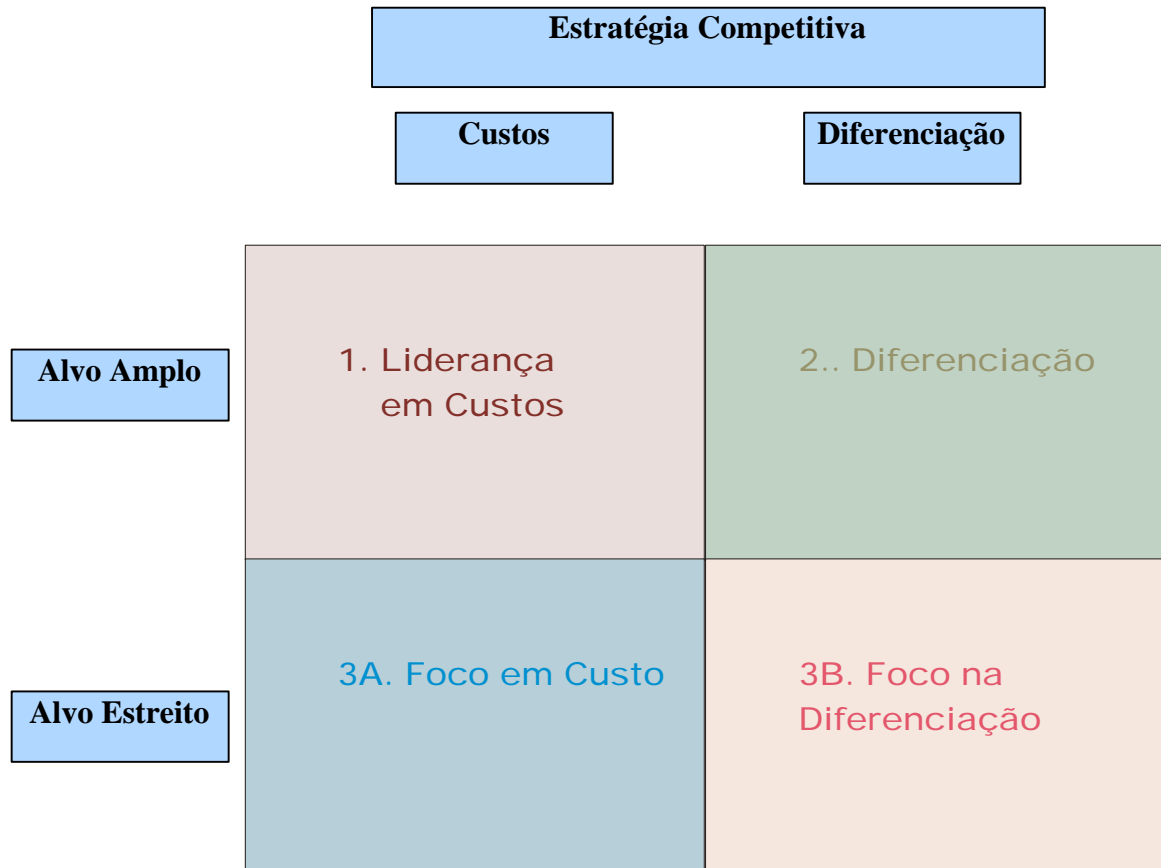 Estratégia Competitiva
Custos
Diferenciação
Alvo Amplo
1. Liderança
em Custos
2.. Diferenciação
Alvo Estreito
3A. Foco em Custo
3B. Foco na
Diferenciação